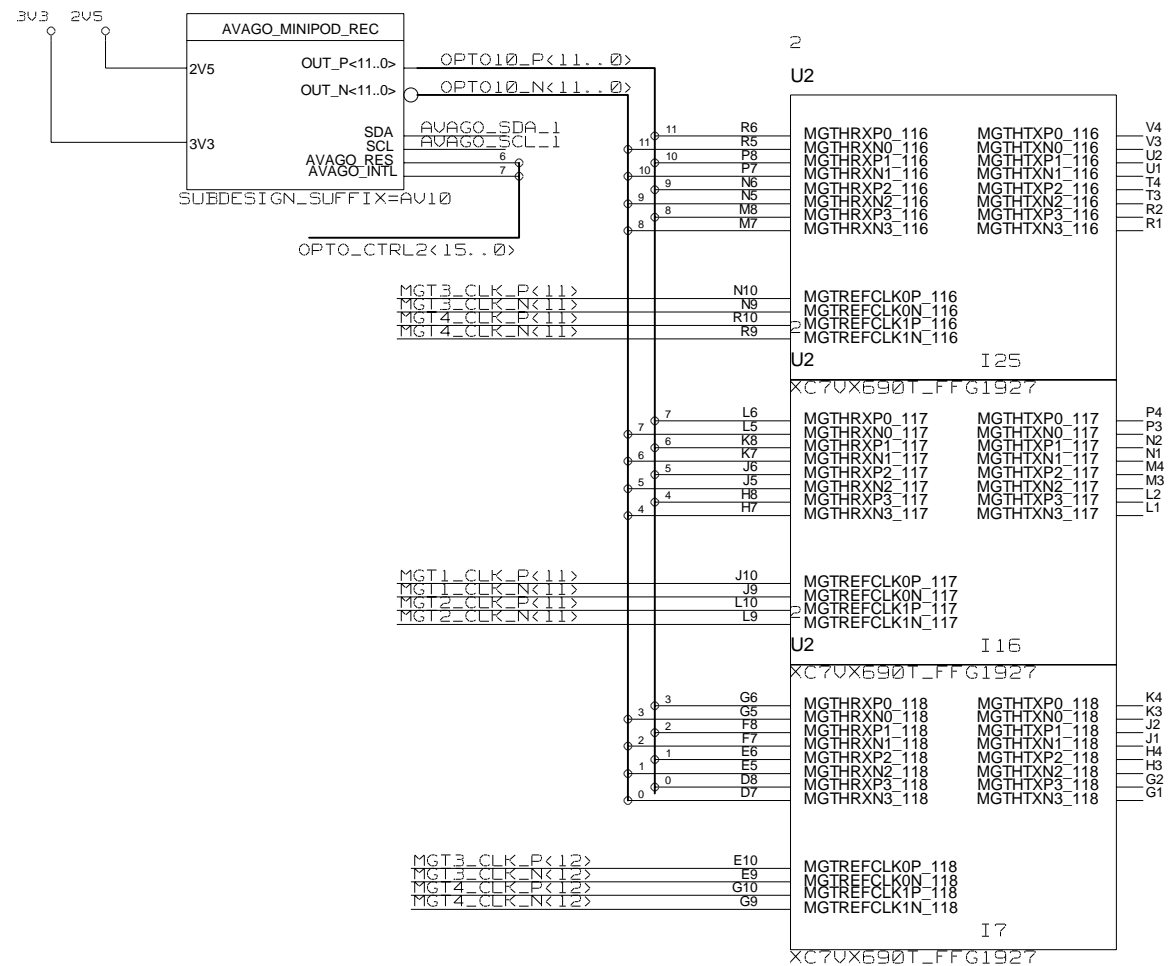 3V3 2V5
AVAGO_MINIPOD_REC
2V5
3V3
OUT_P<11..0>
OUT_N<11..0>
SDA
SCL
AVAGO_RES
AVAGO_INTL
OPTO10_P<11..0>
OPTO10_N<11..0>
AVAGO_SDA_1
AVAGO_SCL_1
6
7
SUBDESIGN_SUFFIX=AV10
OPTO_CTRL2<15..0>
2
U2
11 R6 MGTHRXP0_116 MGTHTXP0_116 V4
11 R5 MGTHRXN0_116 MGTHTXN0_116 V3
10 P8 MGTHRXP1_116 MGTHTXP1_116 U2
10 P7 MGTHRXN1_116 MGTHTXN1_116 U1
9 N6 MGTHRXP2_116 MGTHTXP2_116 T4
9 N5 MGTHRXN2_116 MGTHTXN2_116 T3
8 M8 MGTHRXP3_116 MGTHTXP3_116 R2
8 M7 MGTHRXN3_116 MGTHTXN3_116 R1
MGT3_CLK_P<11> N10 MGTREFCLK0P_116
MGT3_CLK_N<11> N9 MGTREFCLK0N_116
MGT4_CLK_P<11> R10 MGTREFCLK1P_116
MGT4_CLK_N<11> R9 MGTREFCLK1N_116
2
U2 I25
XC7VX690T_FFG1927
7 L6 MGTHRXP0_117 MGTHTXP0_117 P4
7 L5 MGTHRXN0_117 MGTHTXN0_117 P3
6 K8 MGTHRXP1_117 MGTHTXP1_117 N2
6 K7 MGTHRXN1_117 MGTHTXN1_117 N1
5 J6 MGTHRXP2_117 MGTHTXP2_117 M4
5 J5 MGTHRXN2_117 MGTHTXN2_117 M3
4 H8 MGTHRXP3_117 MGTHTXP3_117 L2
4 H7 MGTHRXN3_117 MGTHTXN3_117 L1
MGT1_CLK_P<11> J10 MGTREFCLK0P_117
MGT1_CLK_N<11> J9 MGTREFCLK0N_117
MGT2_CLK_P<11> L10 MGTREFCLK1P_117
MGT2_CLK_N<11> L9 MGTREFCLK1N_117
2
U2 I16
XC7VX690T_FFG1927
3 G6 MGTHRXP0_118 MGTHTXP0_118 K4
3 G5 MGTHRXN0_118 MGTHTXN0_118 K3
2 F8 MGTHRXP1_118 MGTHTXP1_118 J2
2 F7 MGTHRXN1_118 MGTHTXN1_118 J1
1 E6 MGTHRXP2_118 MGTHTXP2_118 H4
1 E5 MGTHRXN2_118 MGTHTXN2_118 H3
0 D8 MGTHRXP3_118 MGTHTXP3_118 G2
0 D7 MGTHRXN3_118 MGTHTXN3_118 G1
MGT3_CLK_P<12> E10 MGTREFCLK0P_118
MGT3_CLK_N<12> E9 MGTREFCLK0N_118
MGT4_CLK_P<12> G10 MGTREFCLK1P_118
MGT4_CLK_N<12> G9 MGTREFCLK1N_118
I7
XC7VX690T_FFG1927